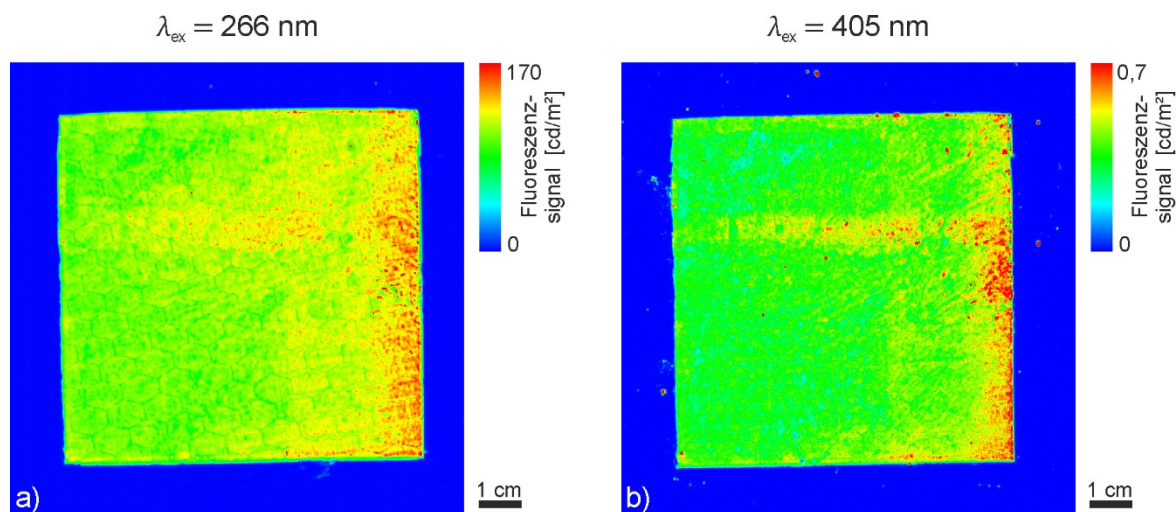 λex = 266 nm
170
Fluoreszenz-
signal [cd/m²]
0
a)
1 cm
λex = 405 nm
0,7
Fluoreszenz-
signal [cd/m²]
0
b)
1 cm